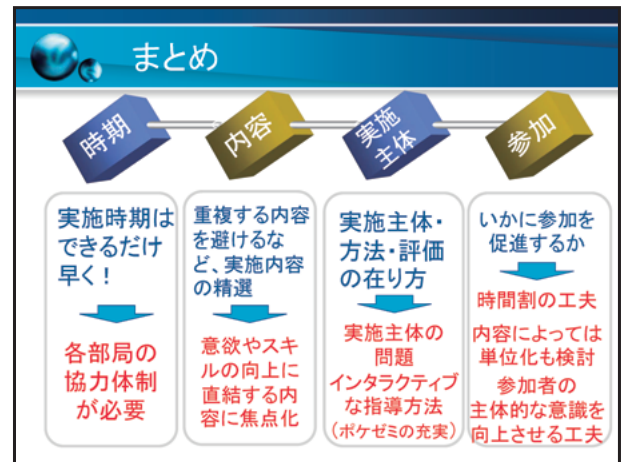 まとめ
時期
内容
実施
主体
参加
実施時期は
できるだけ
早く！
各部局の
協力体制
が必要
重複する内容
を避けるな
ど、実施内容
の精選
意欲やスキ
ルの向上に
直結する内
容に焦点化
実施主体・
方法・評価
の在り方
実施主体の
問題
インタラクティブ
な指導方法
（ポケゼミの充実）
いかに参加を
促進するか
時間割の工夫
内容によっては
単位化も検討
参加者の
主体的な意識を
向上させる工夫